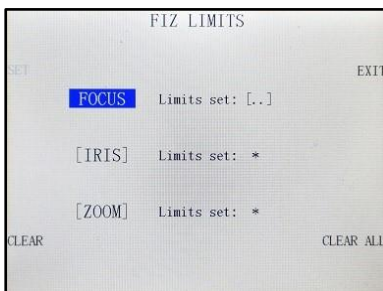 FIZ LIMITS
SET
EXIT
FOCUS Limits set: [..]
[IRIS] Limits set: *
[ZOOM] Limits set: *
CLEAR CLEAR ALL